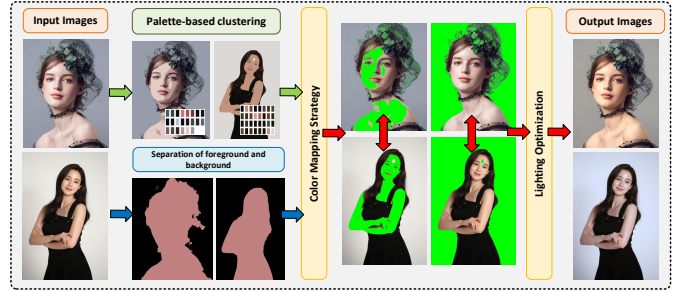 Input Images
Palette-based clustering
Output Images
Separation of foreground and
background
Color Mapping Strategy
Lighting Optimization